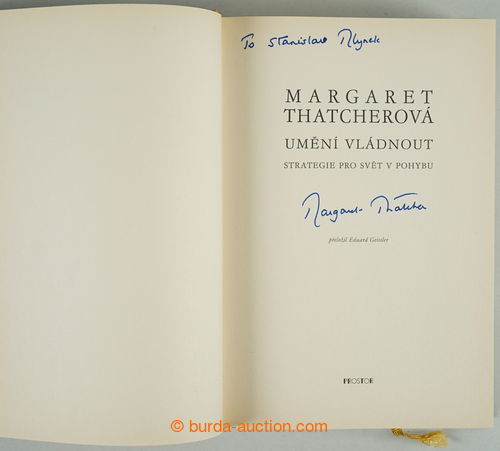 To Stanislav Mlynek
MARGARET
THATCHEROVÁ
UMĚNÍ VLÁDNOUT
STRATEGIE PRO SVĚT V POHYBU
Margaret Thatcher
přeložil Eduard Geissler
PROSTOR
© burda-auction.com